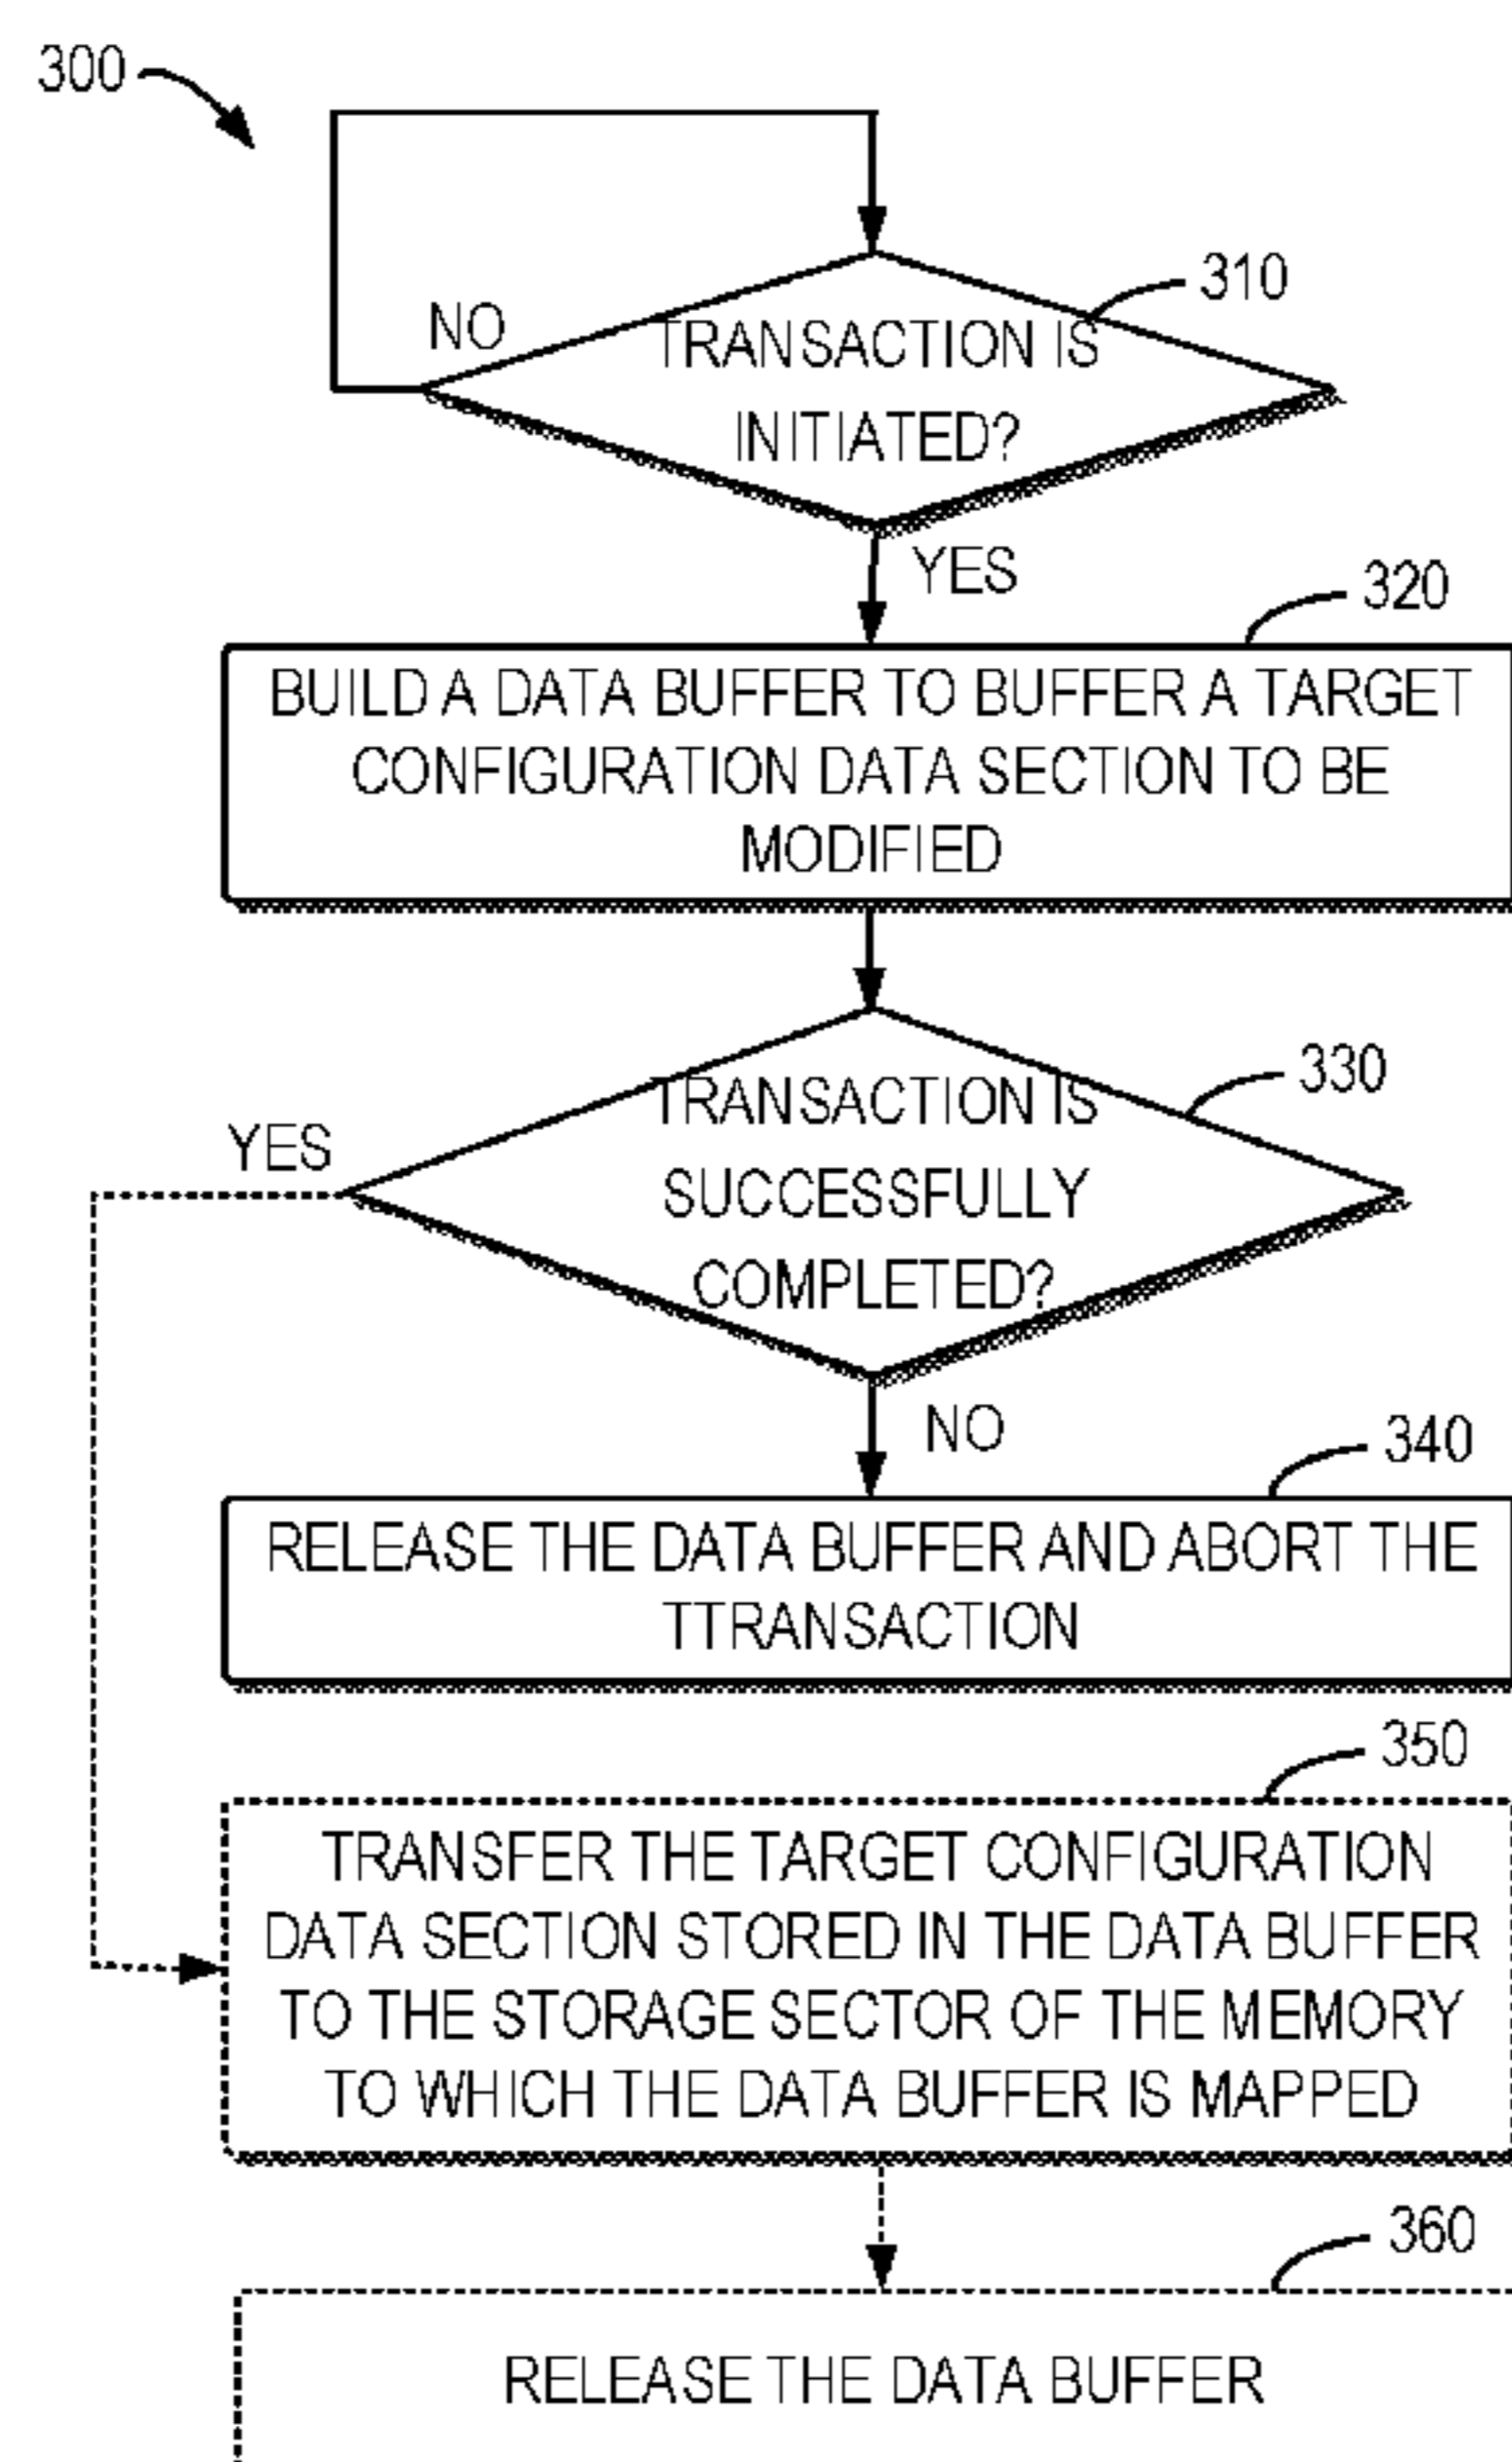 300
310
NO
TRANSACTION IS
INITIATED?
YES
320
BUILD A DATA BUFFER TO BUFFER A TARGET
CONFIGURATION DATA SECTION TO BE
MODIFIED
330
TRANSACTION IS
YES
SUCCESSFULLY
COMPLETED?
NO
340
RELEASE THE DATA BUFFER AND ABORT THE
TTRANSACTION
350
TRANSFER THE TARGET CONFIGURATION
DATA SECTION STORED IN THE DATA BUFFER
TO THE STORAGE SECTOR OF THE MEMORY
TO WHICH THE DATA BUFFER IS MAPPED
360
RELEASE THE DATA BUFFER